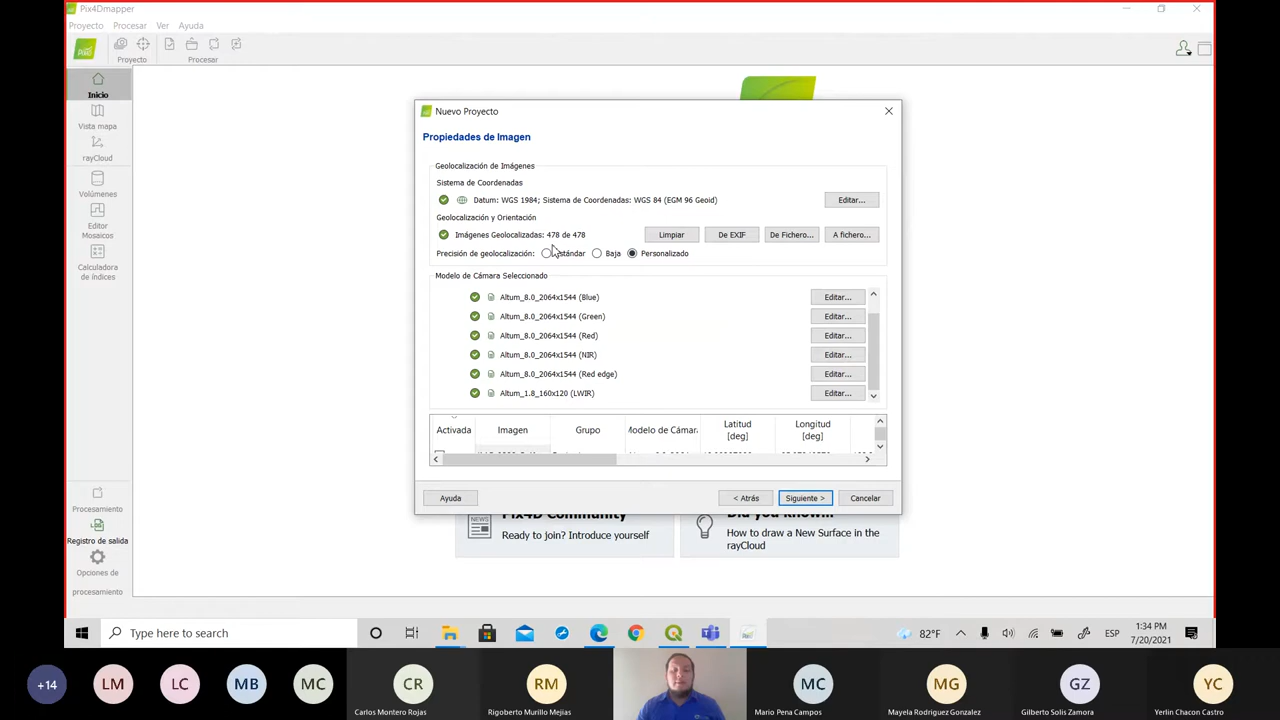 Pix4Dmapper
Proyecto Procesar Ver Ayuda
Proyecto
Procesar
Inicio
Vista mapa
rayCloud
Volúmenes
Editor
Mosaicos
Calculadora
de índices
Procesamiento
Registro de salida
Opciones de
procesamiento
Nuevo Proyecto
Propiedades de Imagen
Geolocalización de Imágenes
Sistema de Coordenadas
Datum: WGS 1984; Sistema de Coordenadas: WGS 84 (EGM 96 Geoid)
Editar...
Geolocalización y Orientación
Imágenes Geolocalizadas: 478 de 478
Limpiar
De EXIF
De Fichero...
A fichero...
Precisión de geolocalización: Estándar Baja Personalizado
Modelo de Cámara Seleccionado
Altum_8.0_2064x1544 (Blue) Editar...
Altum_8.0_2064x1544 (Green) Editar...
Altum_8.0_2064x1544 (Red) Editar...
Altum_8.0_2064x1544 (NIR) Editar...
Altum_8.0_2064x1544 (Red edge) Editar...
Altum_1.8_160x120 (LWIR) Editar...
Activada Imagen Grupo Modelo de Cámara Latitud [deg] Longitud [deg]
Ayuda
< Atrás
Siguiente >
Cancelar
Pix4D Community
Ready to join? Introduce yourself
NEWS
Did you know...
How to draw a New Surface in the
rayCloud
Type here to search
82°F
ESP
1:34 PM
7/20/2021
+14
LM
LC
MB
MC
CR
Carlos Montero Rojas
RM
Rigoberto Murillo Mejias
MC
Mario Pena Campos
MG
Mayela Rodriguez Gonzalez
GZ
Gilberto Solis Zamora
YC
Yerlin Chacon Castro